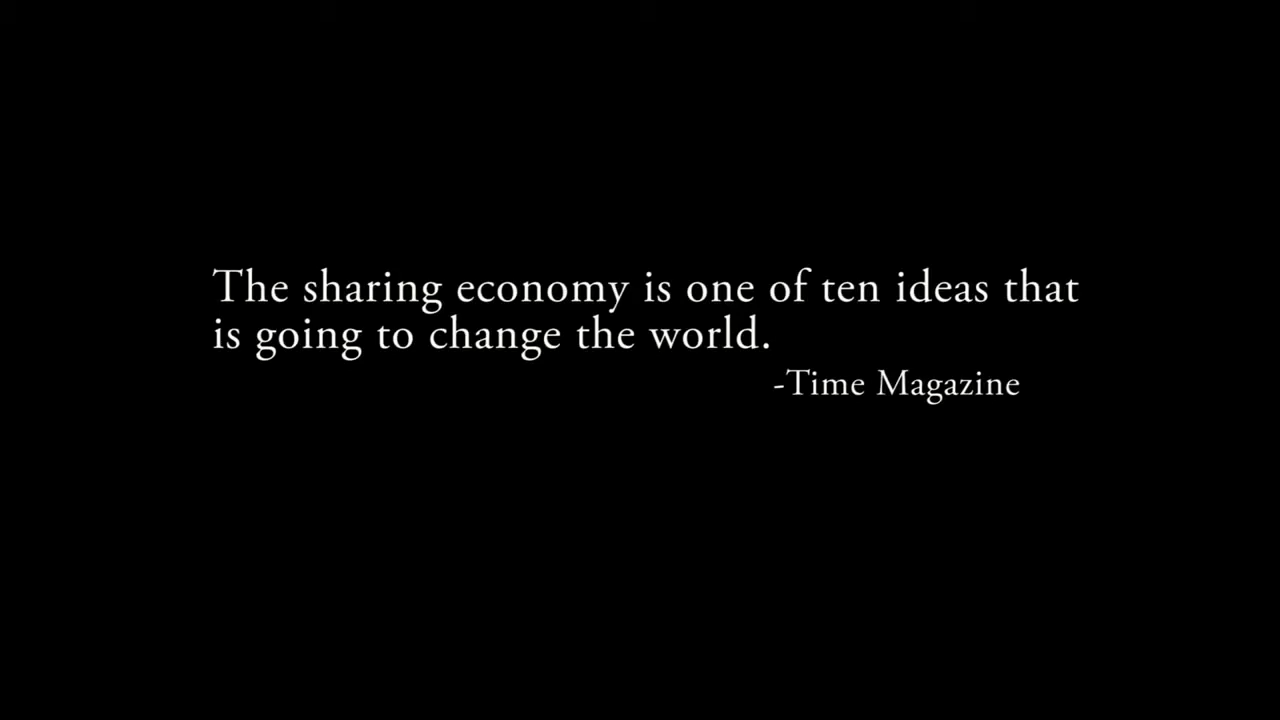 The sharing economy is one of ten ideas that
is going to change the world.
-Time Magazine